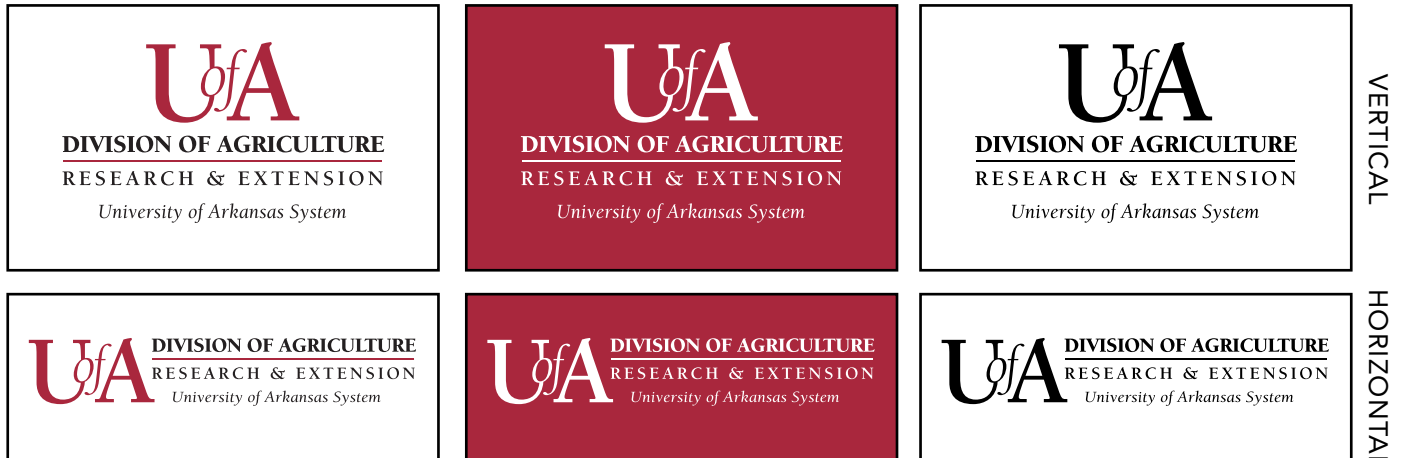 UofA
DIVISION OF AGRICULTURE
RESEARCH & EXTENSION
University of Arkansas System
UofA
DIVISION OF AGRICULTURE
RESEARCH & EXTENSION
University of Arkansas System
UofA
DIVISION OF AGRICULTURE
RESEARCH & EXTENSION
University of Arkansas System
VERTICAL
UofA
DIVISION OF AGRICULTURE
RESEARCH & EXTENSION
University of Arkansas System
UofA
DIVISION OF AGRICULTURE
RESEARCH & EXTENSION
University of Arkansas System
UofA
DIVISION OF AGRICULTURE
RESEARCH & EXTENSION
University of Arkansas System
HORIZONTA